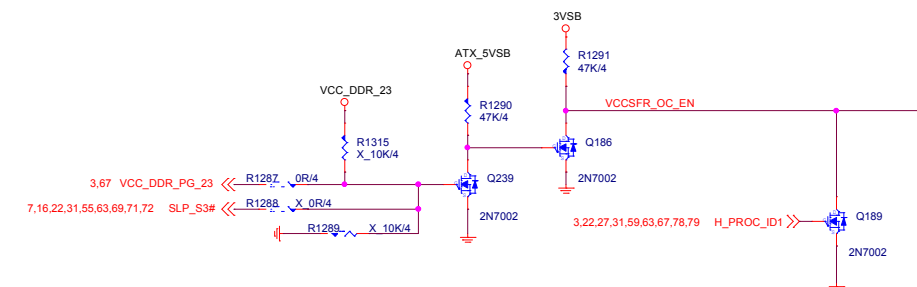 3VSB
R1291
47K/4
ATX_5VSB
R1290
47K/4
VCC_DDR_23
VCCSFR_OC_EN
R1315
X_10K/4
Q186
2N7002
3,67 VCC_DDR_PG_23 R1287 0R/4
Q239
2N7002
7,16,22,31,55,63,69,71,72 SLP_S3# R1288 X_0R/4
R1289 X_10K/4
3,22,27,31,59,63,67,78,79 H_PROC_ID1
Q189
2N7002